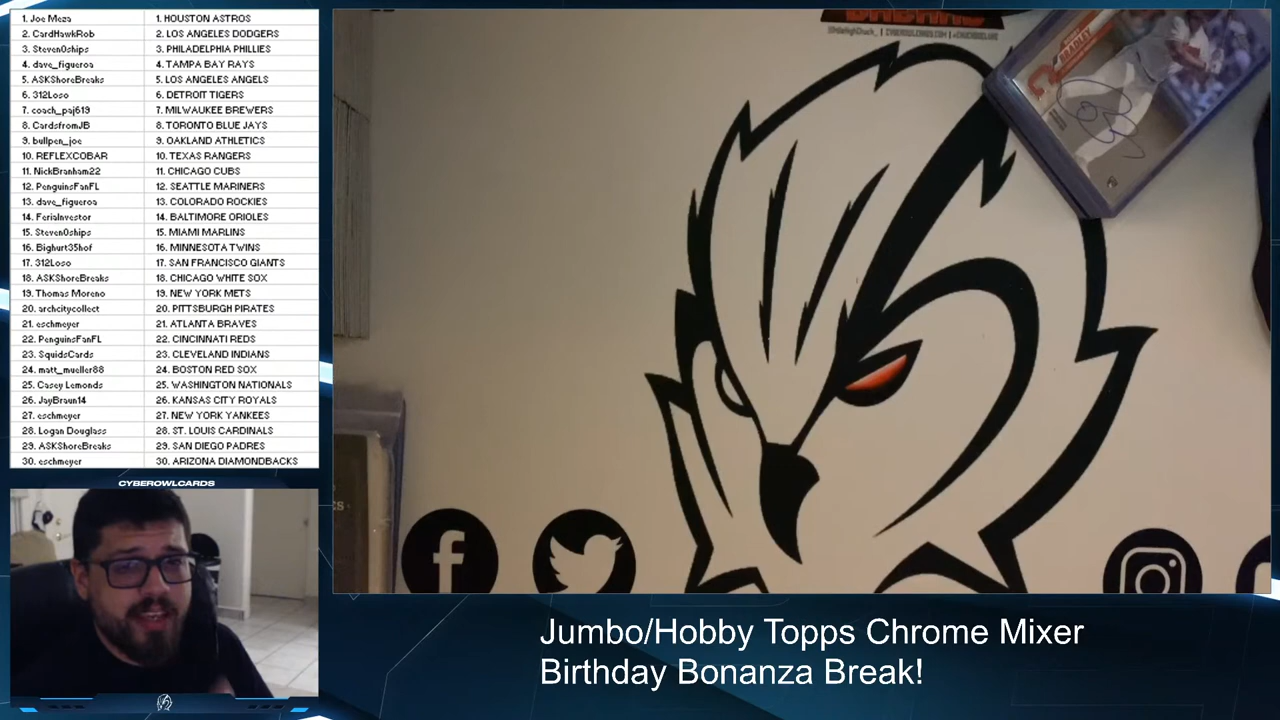 1. Joe Meza 1. HOUSTON ASTROS
2. CardHawkRob 2. LOS ANGELES DODGERS
3. Steven0ships 3. PHILADELPHIA PHILLIES
4. dave_figueroa 4. TAMPA BAY RAYS
5. ASKShoreBreaks 5. LOS ANGELES ANGELS
6. 312Loso 6. DETROIT TIGERS
7. coach_paj619 7. MILWAUKEE BREWERS
8. CardsfromJB 8. TORONTO BLUE JAYS
9. bullpen_joe 9. OAKLAND ATHLETICS
10. REFLEXCOBAR 10. TEXAS RANGERS
11. NickBranham22 11. CHICAGO CUBS
12. PenguinsFanFL 12. SEATTLE MARINERS
13. dave_figueroa 13. COLORADO ROCKIES
14. FeriaInvestor 14. BALTIMORE ORIOLES
15. Steven0ships 15. MIAMI MARLINS
16. Bighurt35hof 16. MINNESOTA TWINS
17. 312Loso 17. SAN FRANCISCO GIANTS
18. ASKShoreBreaks 18. CHICAGO WHITE SOX
19. Thomas Moreno 19. NEW YORK METS
20. archcitycollect 20. PITTSBURGH PIRATES
21. eschmeyer 21. ATLANTA BRAVES
22. PenguinsFanFL 22. CINCINNATI REDS
23. SquidsCards 23. CLEVELAND INDIANS
24. matt_mueller88 24. BOSTON RED SOX
25. Casey Lemonds 25. WASHINGTON NATIONALS
26. JayBraun14 26. KANSAS CITY ROYALS
27. eschmeyer 27. NEW YORK YANKEES
28. Logan Douglass 28. ST. LOUIS CARDINALS
29. ASKShoreBreaks 29. SAN DIEGO PADRES
30. eschmeyer 30. ARIZONA DIAMONDBACKS
CYBEROWLCARDS
BRADLEY
Jumbo/Hobby Topps Chrome Mixer
Birthday Bonanza Break!